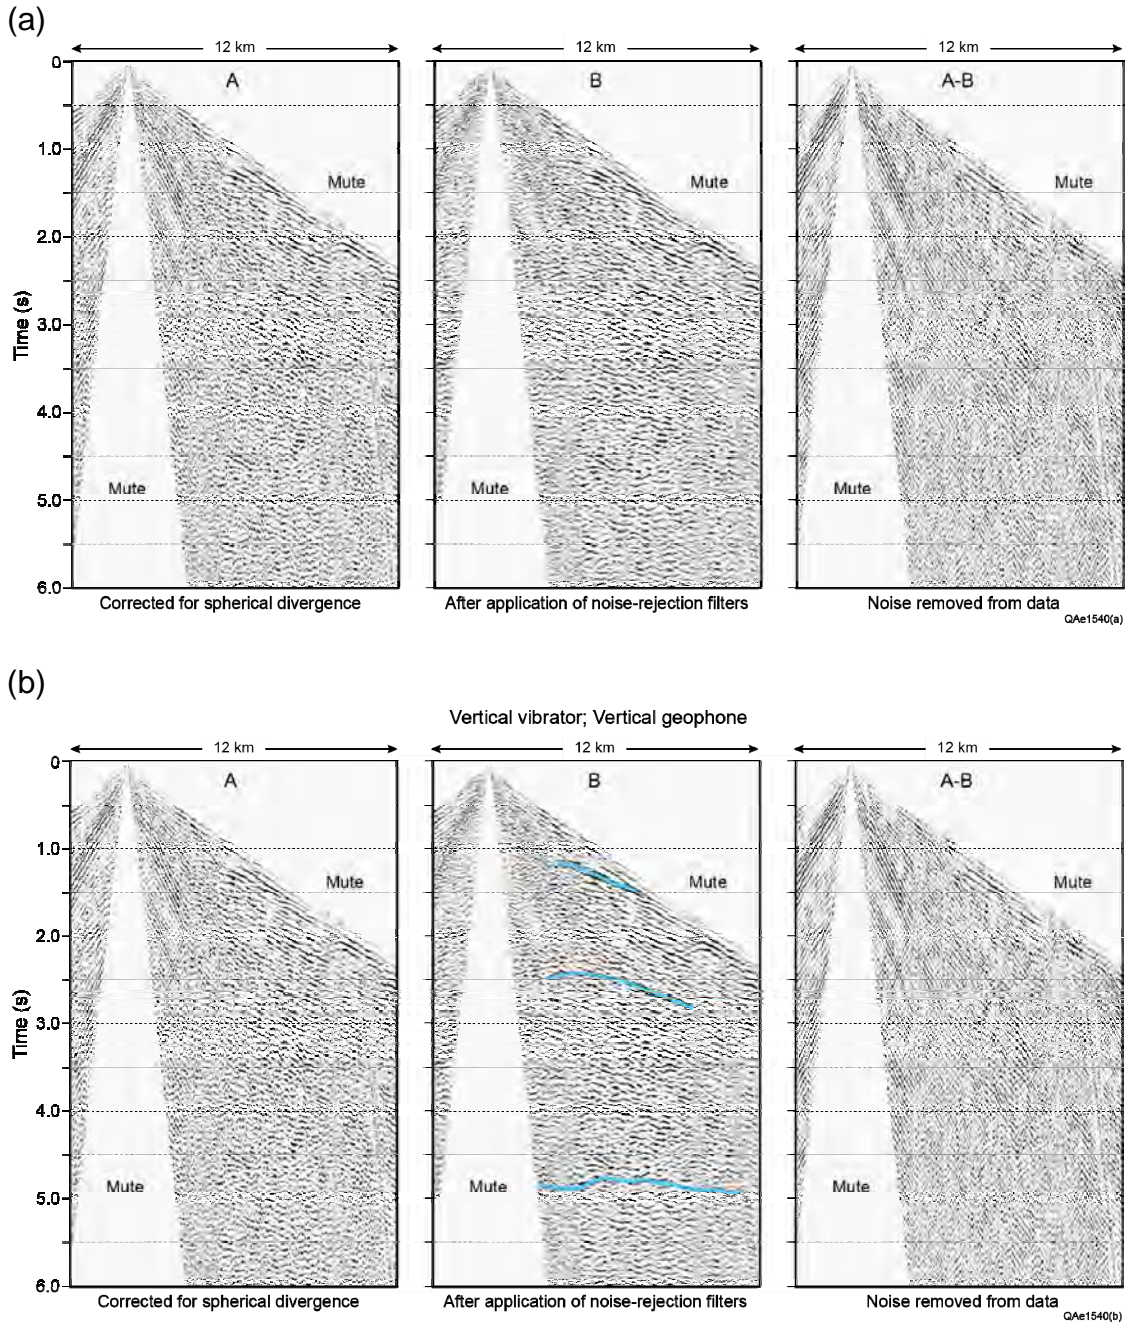 (a)
12 km 12 km 12 km
A B A-B
0
1.0
Mute Mute Mute
2.0
3.0
Time (s)
4.0
Mute Mute Mute
5.0
6.0
Corrected for spherical divergence After application of noise-rejection filters Noise removed from data
QAe1540(a)
(b)
Vertical vibrator; Vertical geophone
12 km 12 km 12 km
0
A B A-B
1.0
Mute Mute Mute
2.0
3.0
Time (s)
4.0
Mute Mute Mute
5.0
6.0
Corrected for spherical divergence After application of noise-rejection filters Noise removed from data
QAe1540(b)